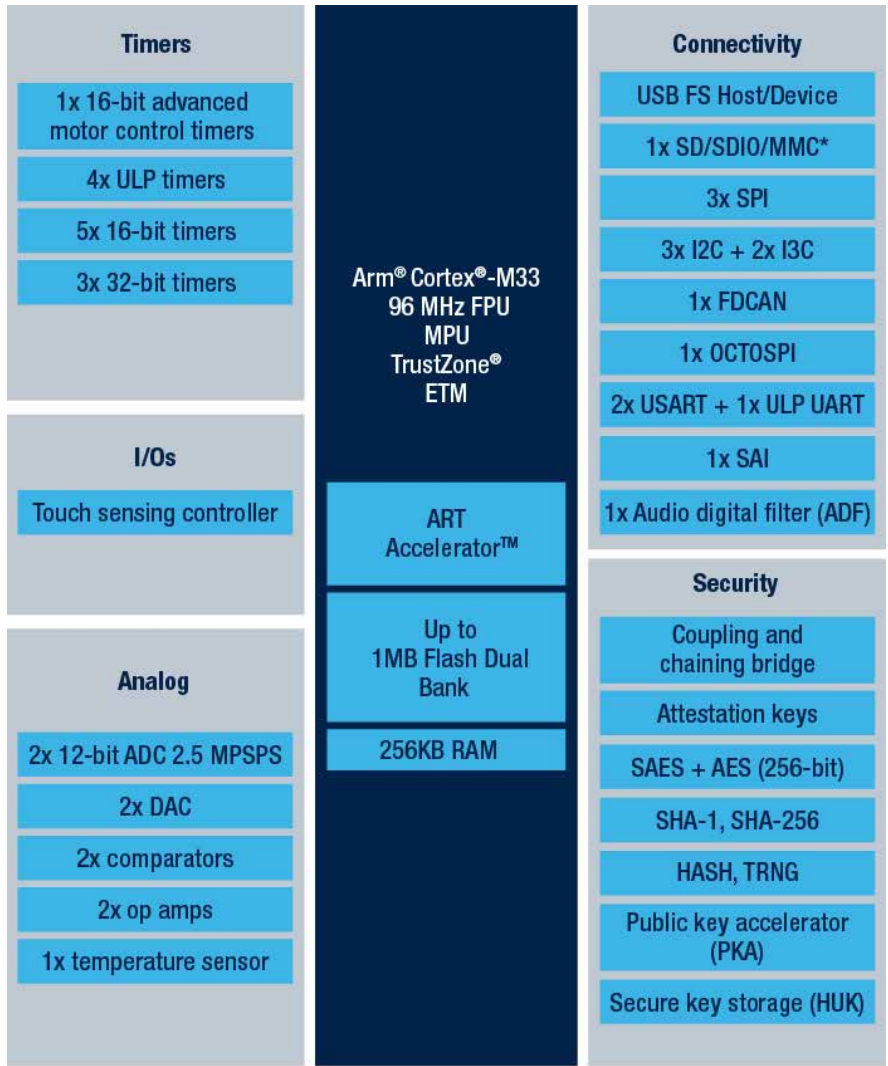 Timers
1x 16-bit advanced
motor control timers
4x ULP timers
5x 16-bit timers
3x 32-bit timers
I/Os
Touch sensing controller
Analog
2x 12-bit ADC 2.5 MPSPS
2x DAC
2x comparators
2x op amps
1x temperature sensor
Arm® Cortex®-M33
96 MHz FPU
MPU
TrustZone®
ETM
ART
Accelerator™
Up to
1MB Flash Dual
Bank
256KB RAM
Connectivity
USB FS Host/Device
1x SD/SDIO/MMC*
3x SPI
3x I2C + 2x I3C
1x FDCAN
1x OCTOSPI
2x USART + 1x ULP UART
1x SAI
1x Audio digital filter (ADF)
Security
Coupling and
chaining bridge
Attestation keys
SAES + AES (256-bit)
SHA-1, SHA-256
HASH, TRNG
Public key accelerator
(PKA)
Secure key storage (HUK)